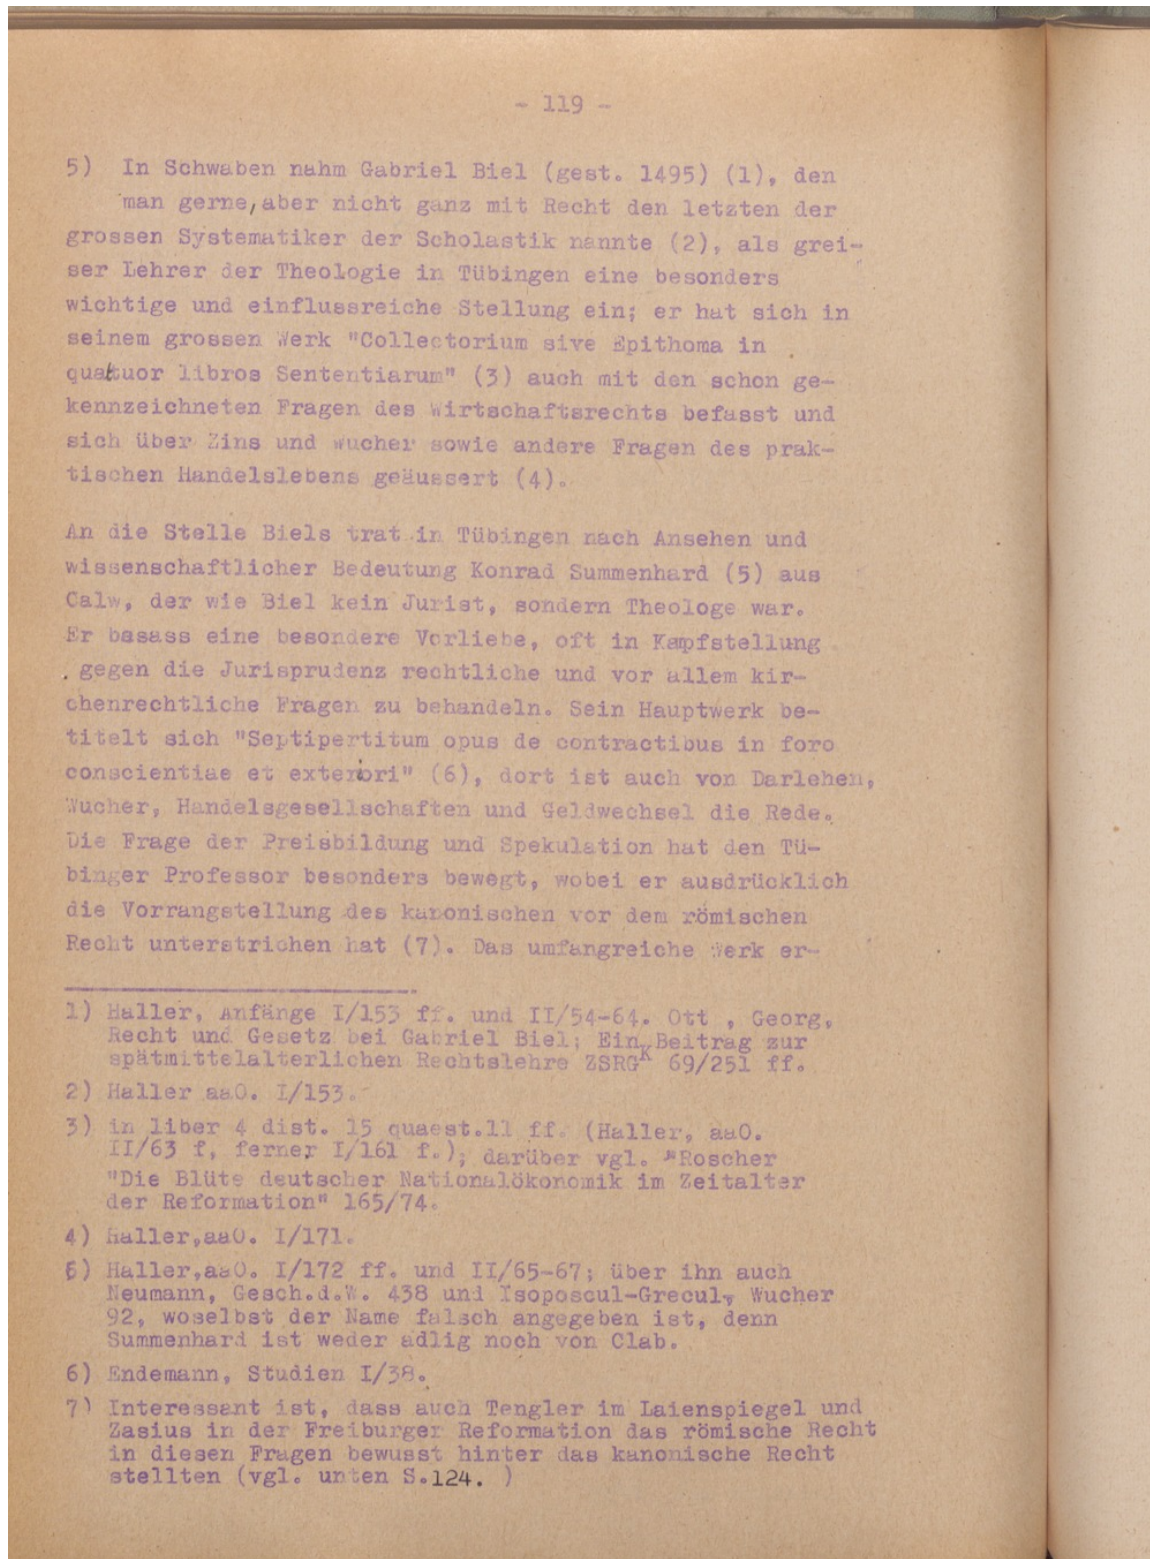 - 119 -
5) In Schwaben nahm Gabriel Biel (gest. 1495) (1), den
man gerne, aber nicht ganz mit Recht den letzten der
grossen Systematiker der Scholastik nannte (2), als grei-
ser Lehrer der Theologie in Tübingen eine besonders
wichtige und einflussreiche Stellung ein; er hat sich in
seinem grossen Werk "Collectorium sive Epithoma in
quattuor libros Sententiarum" (3) auch mit den schon ge-
kennzeichneten Fragen des Wirtschaftsrechts befasst und
sich über Zins und Wucher sowie andere Fragen des prak-
tischen Handelslebens geäussert (4).
An die Stelle Biels trat in Tübingen nach Ansehen und
wissenschaftlicher Bedeutung Konrad Summenhard (5) aus
Calw, der wie Biel kein Jurist, sondern Theologe war.
Er basass eine besondere Vorliebe, oft in Kampfstellung
gegen die Jurisprudenz rechtliche und vor allem kir-
chenrechtliche Fragen zu behandeln. Sein Hauptwerk be-
titelt sich "Septipertitum opus de contractibus in foro
conscientiae et exteriori" (6), dort ist auch von Darlehen,
Wucher, Handelsgesellschaften und Geldwechsel die Rede.
Die Frage der Preisbildung und Spekulation hat den Tü-
binger Professor besonders bewegt, wobei er ausdrücklich
die Vorrangstellung des kanonischen vor dem römischen
Recht unterstrichen hat (7). Das umfangreiche Werk er-
1) Haller, Anfänge I/153 ff. und II/54-64. Ott , Georg,
Recht und Gesetz bei Gabriel Biel; Ein Beitrag zur
spätmittelalterlichen Rechtslehre ZSRG K 69/251 ff.
2) Haller aaO. I/153.
3) in liber 4 dist. 15 quaest.11 ff. (Haller, aaO.
II/63 f, ferner I/161 f.); darüber vgl. "Roscher
"Die Blüte deutscher Nationalökonomik im Zeitalter
der Reformation" 165/74.
4) Haller,aaO. I/171.
5) Haller,aaO. I/172 ff. und II/65-67; über ihn auch
Neumann, Gesch.d.W. 438 und Isoposcul-Grecul, Wucher
92, woselbst der Name falsch angegeben ist, denn
Summenhard ist weder adlig noch von Clab.
6) Endemann, Studien I/38.
7) Interessant ist, dass auch Tengler im Laienspiegel und
Zasius in der Freiburger Reformation das römische Recht
in diesen Fragen bewusst hinter das kanonische Recht
stellten (vgl. unten S.124. )